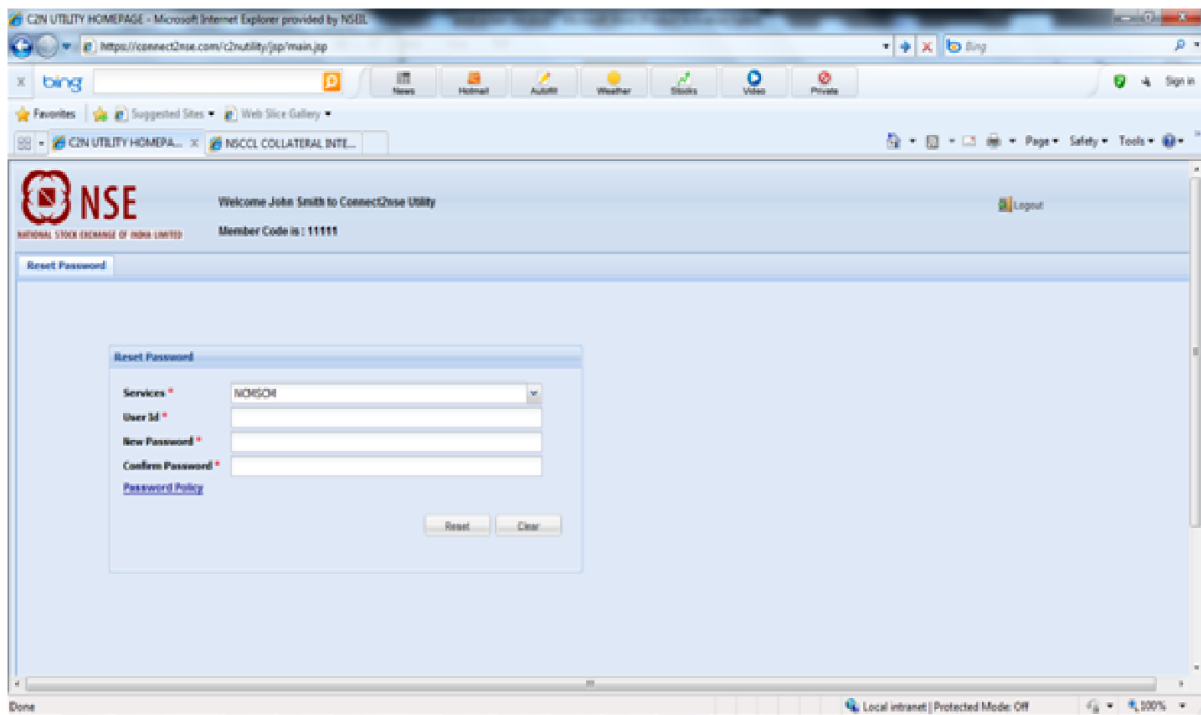 C2N UTILITY HOMEPAGE - Microsoft Internet Explorer provided by NSEIL
https://connect2nse.com/c2nutility/jsp/main.jsp
Bing
x bing News Hotmail Autofill Weather Stocks Video Private Sign in
Favorites Suggested Sites Web Slice Gallery
C2N UTILITY HOMEPA... x NSCCL COLLATERAL INTE... Page Safety Tools
NSE
NATIONAL STOCK EXCHANGE OF INDIA LIMITED
Welcome John Smith to Connect2nse Utility
Logout
Member Code is : 11111
Reset Password
Reset Password
Services * NCMSCM
User Id *
New Password *
Confirm Password *
Password Policy
Reset Clear
Done Local intranet | Protected Mode: Off 100%